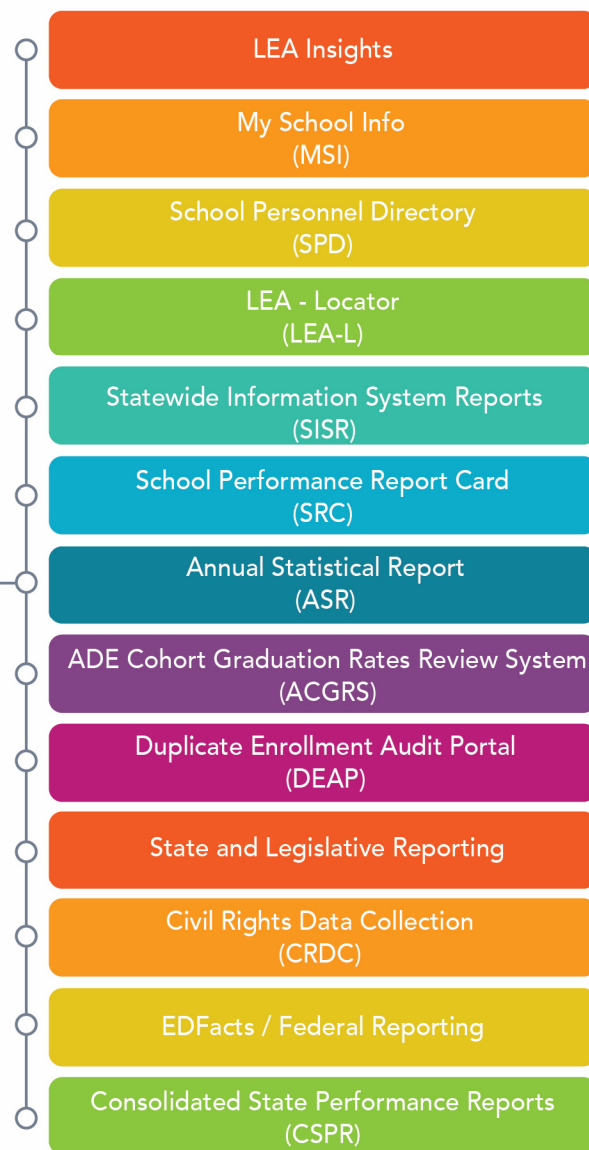 LEA Insights
My School Info
(MSI)
School Personnel Directory
(SPD)
LEA - Locator
(LEA-L)
Statewide Information System Reports
(SISR)
School Performance Report Card
(SRC)
Annual Statistical Report
(ASR)
ADE Cohort Graduation Rates Review System
(ACGRS)
Duplicate Enrollment Audit Portal
(DEAP)
State and Legislative Reporting
Civil Rights Data Collection
(CRDC)
EDFacts / Federal Reporting
Consolidated State Performance Reports
(CSPR)